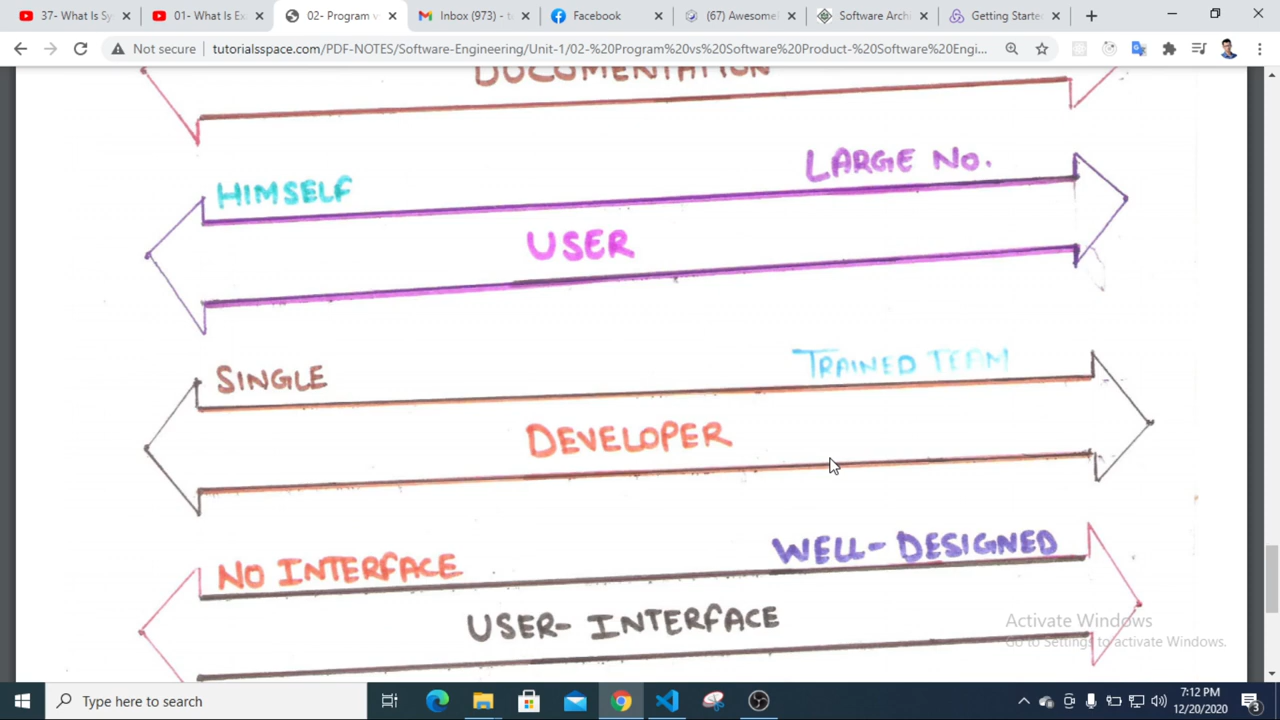 37- What Is Sy
01- What Is Ex
02- Program v
Inbox (973) - t
Facebook
(67) Awesome
Software Archi
Getting Starte
Not secure
tutorialsspace.com/PDF-NOTES/Software-Engineering/Unit-1/02-%20Program%20vs%20Software%20Product-%20Software%20Engi...
DOCUMENTATION
HIMSELF
LARGE No.
USER
SINGLE
TRAINED TEAM
DEVELOPER
NO INTERFACE
WELL-DESIGNED
USER-INTERFACE
Activate Windows
Go to Settings to activate Windows.
Type here to search
7:12 PM
12/20/2020
3